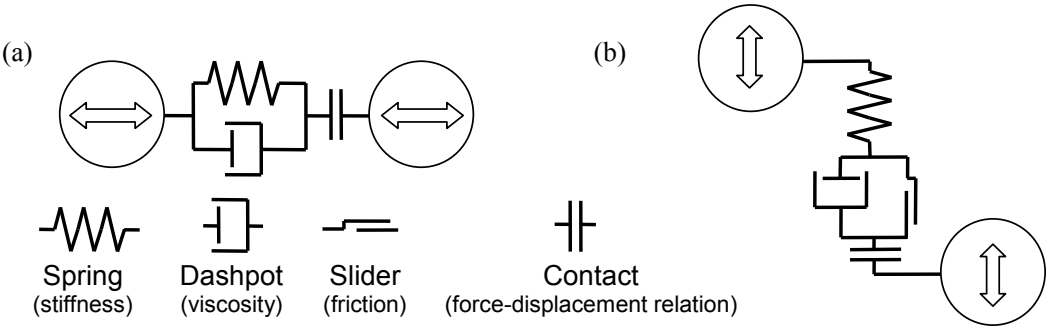 (a)
(b)
Spring Dashpot Slider Contact
(stiffness) (viscosity) (friction) (force-displacement relation)